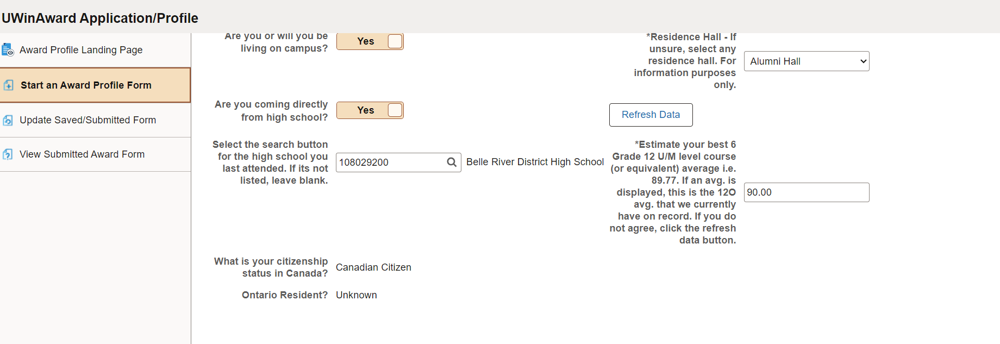 UWinAward Application/Profile
Award Profile Landing Page
Start an Award Profile Form
Update Saved/Submitted Form
View Submitted Award Form
Are you or will you be
living on campus?
Yes
*Residence Hall - If
unsure, select any
residence hall. For
information purposes
only.
Alumni Hall
Are you coming directly
from high school?
Yes
Refresh Data
Select the search button
for the high school you
last attended. If its not
listed, leave blank.
108029200
Belle River District High School
*Estimate your best 6
Grade 12 U/M level course
(or equivalent) average i.e.
89.77. If an avg. is
displayed, this is the 12O
avg. that we currently
have on record. If you do
not agree, click the refresh
data button.
90.00
What is your citizenship
status in Canada?
Canadian Citizen
Ontario Resident?
Unknown